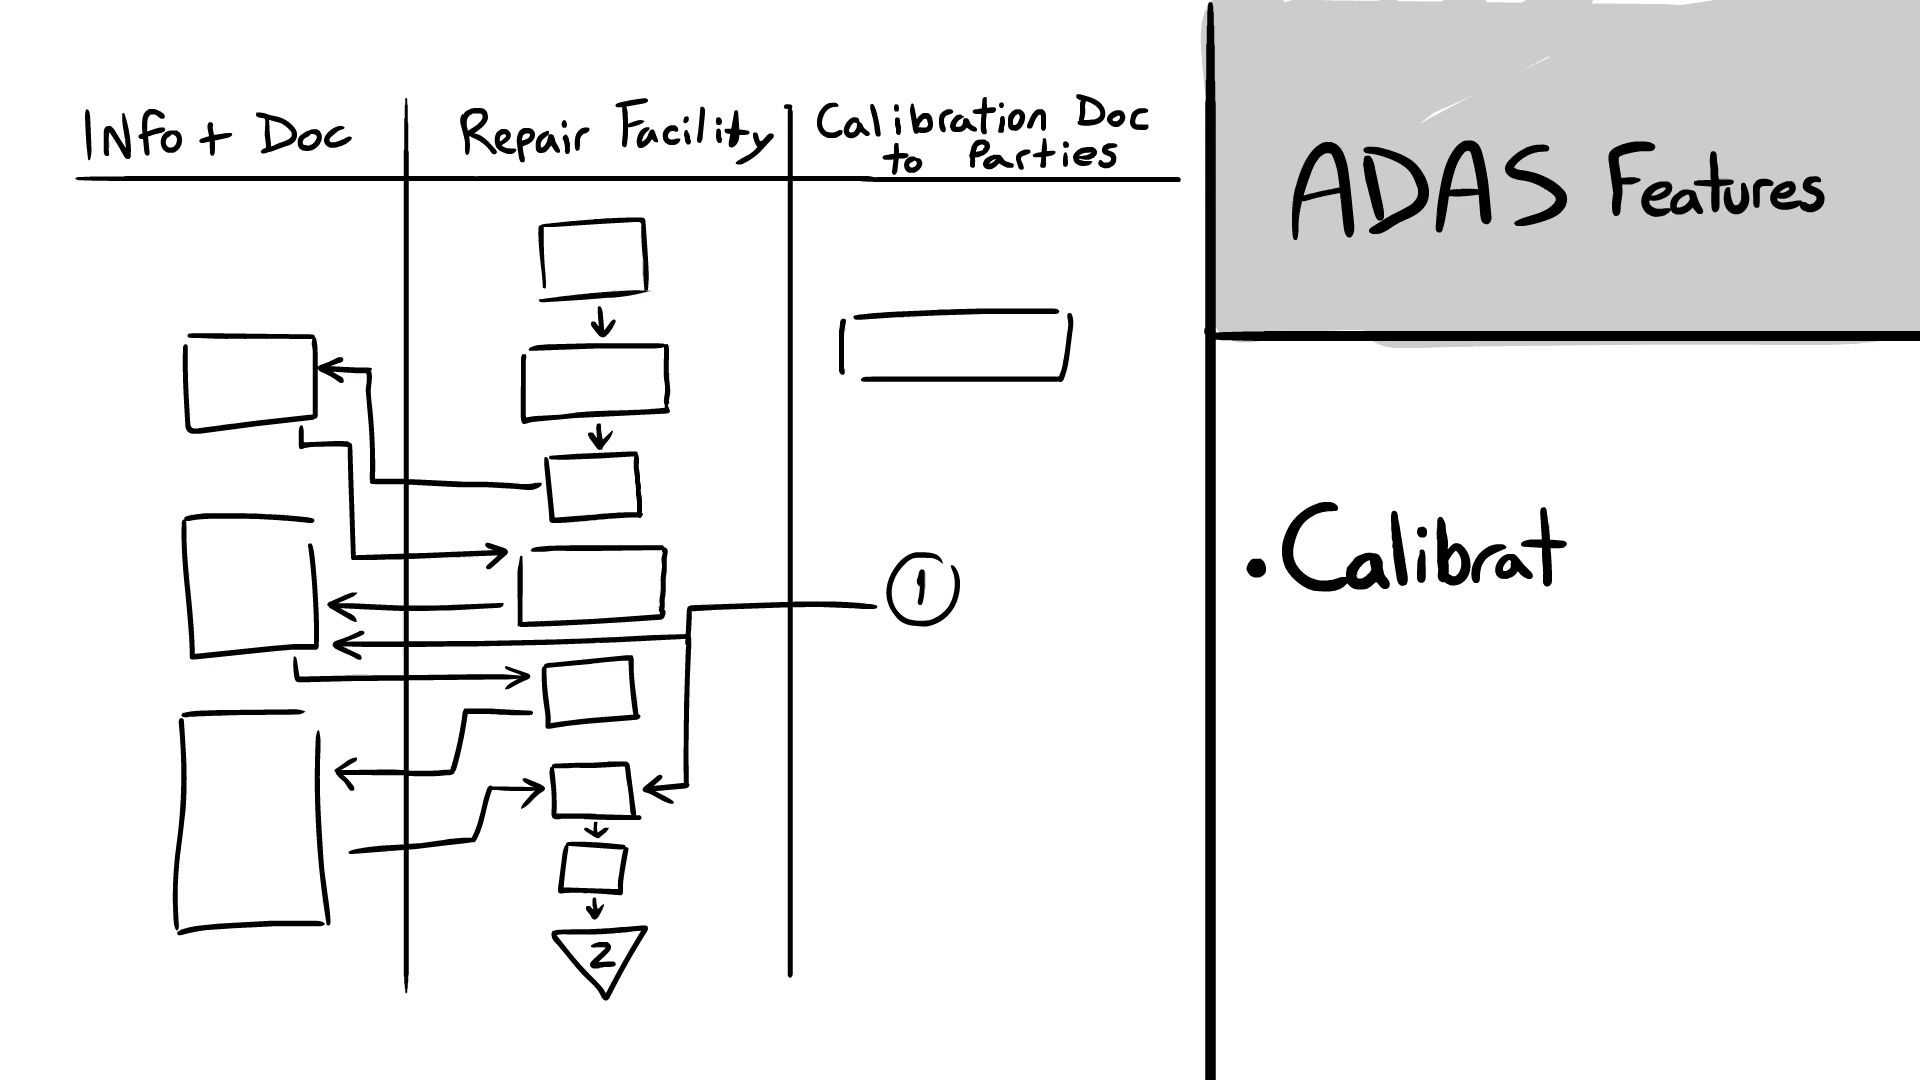 Info + Doc
Repair Facility
Calibration Doc
to Parties
1
2
ADAS Features
• Calibrat